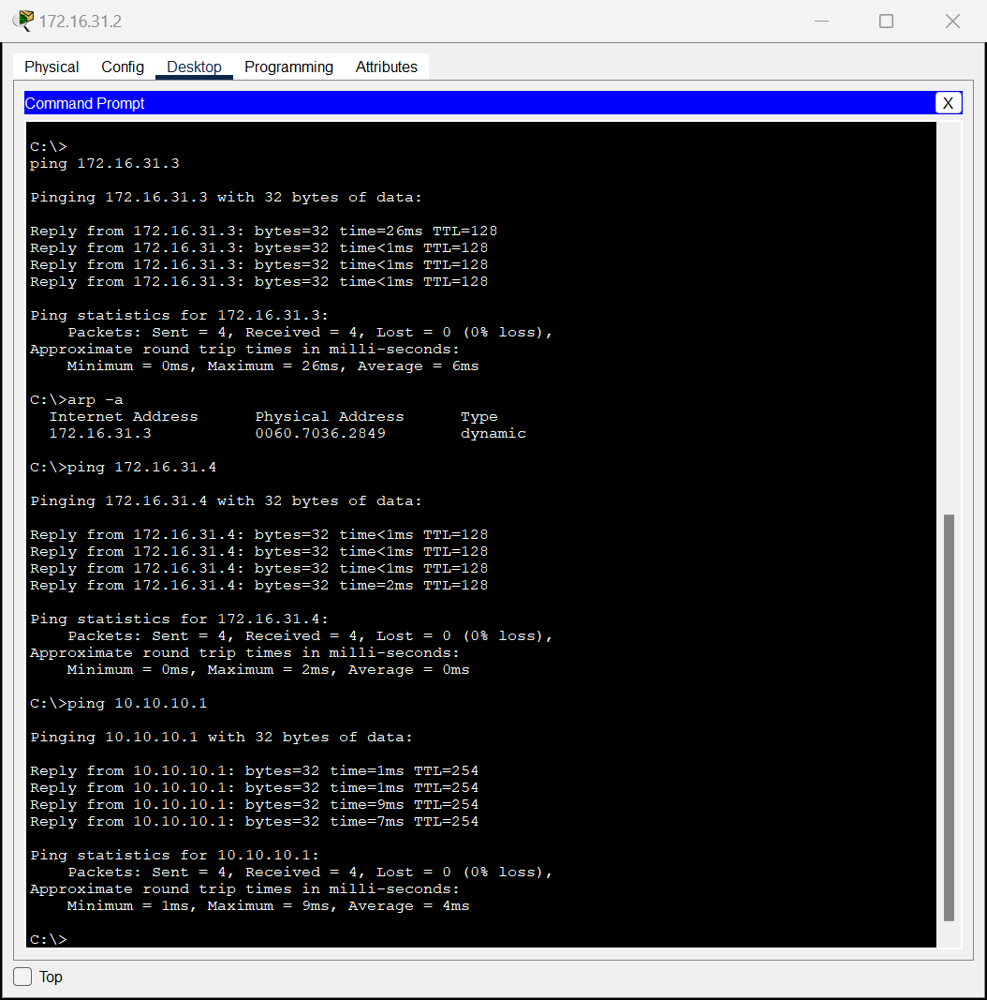 172.16.31.2
Physical Config Desktop Programming Attributes
Command Prompt X
C:\>
ping 172.16.31.3
Pinging 172.16.31.3 with 32 bytes of data:
Reply from 172.16.31.3: bytes=32 time=26ms TTL=128
Reply from 172.16.31.3: bytes=32 time<1ms TTL=128
Reply from 172.16.31.3: bytes=32 time<1ms TTL=128
Reply from 172.16.31.3: bytes=32 time<1ms TTL=128
Ping statistics for 172.16.31.3:
Packets: Sent = 4, Received = 4, Lost = 0 (0% loss),
Approximate round trip times in milli-seconds:
Minimum = 0ms, Maximum = 26ms, Average = 6ms
C:\>arp -a
Internet Address Physical Address Type
172.16.31.3 0060.7036.2849 dynamic
C:\>ping 172.16.31.4
Pinging 172.16.31.4 with 32 bytes of data:
Reply from 172.16.31.4: bytes=32 time<1ms TTL=128
Reply from 172.16.31.4: bytes=32 time<1ms TTL=128
Reply from 172.16.31.4: bytes=32 time<1ms TTL=128
Reply from 172.16.31.4: bytes=32 time=2ms TTL=128
Ping statistics for 172.16.31.4:
Packets: Sent = 4, Received = 4, Lost = 0 (0% loss),
Approximate round trip times in milli-seconds:
Minimum = 0ms, Maximum = 2ms, Average = 0ms
C:\>ping 10.10.10.1
Pinging 10.10.10.1 with 32 bytes of data:
Reply from 10.10.10.1: bytes=32 time=1ms TTL=254
Reply from 10.10.10.1: bytes=32 time=1ms TTL=254
Reply from 10.10.10.1: bytes=32 time=9ms TTL=254
Reply from 10.10.10.1: bytes=32 time=7ms TTL=254
Ping statistics for 10.10.10.1:
Packets: Sent = 4, Received = 4, Lost = 0 (0% loss),
Approximate round trip times in milli-seconds:
Minimum = 1ms, Maximum = 9ms, Average = 4ms
C:\>
Top